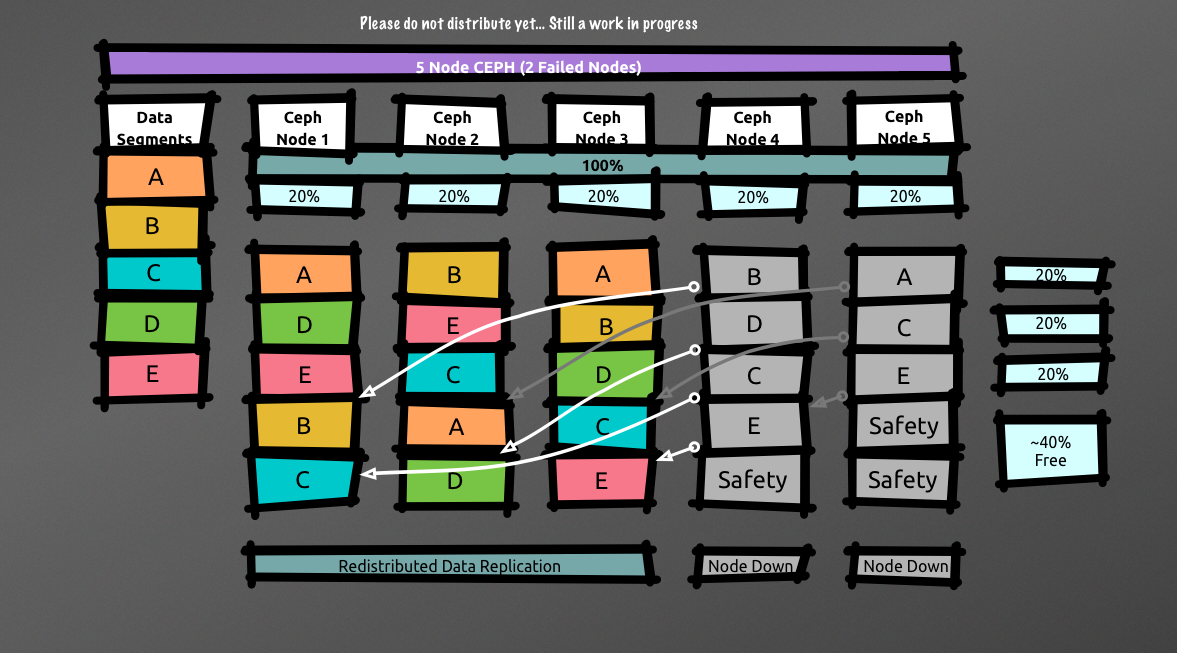 Please do not distribute yet... Still a work in progress
5 Node CEPH (2 Failed Nodes)
Data
Segments
Ceph
Node 1
Ceph
Node 2
Ceph
Node 3
Ceph
Node 4
Ceph
Node 5
100%
20%
20%
20%
20%
20%
A
B
C
D
E
A
D
E
B
C
B
E
C
A
D
A
B
D
C
E
B
D
C
E
Safety
A
C
E
Safety
Safety
20%
20%
20%
~40%
Free
Redistributed Data Replication
Node Down
Node Down